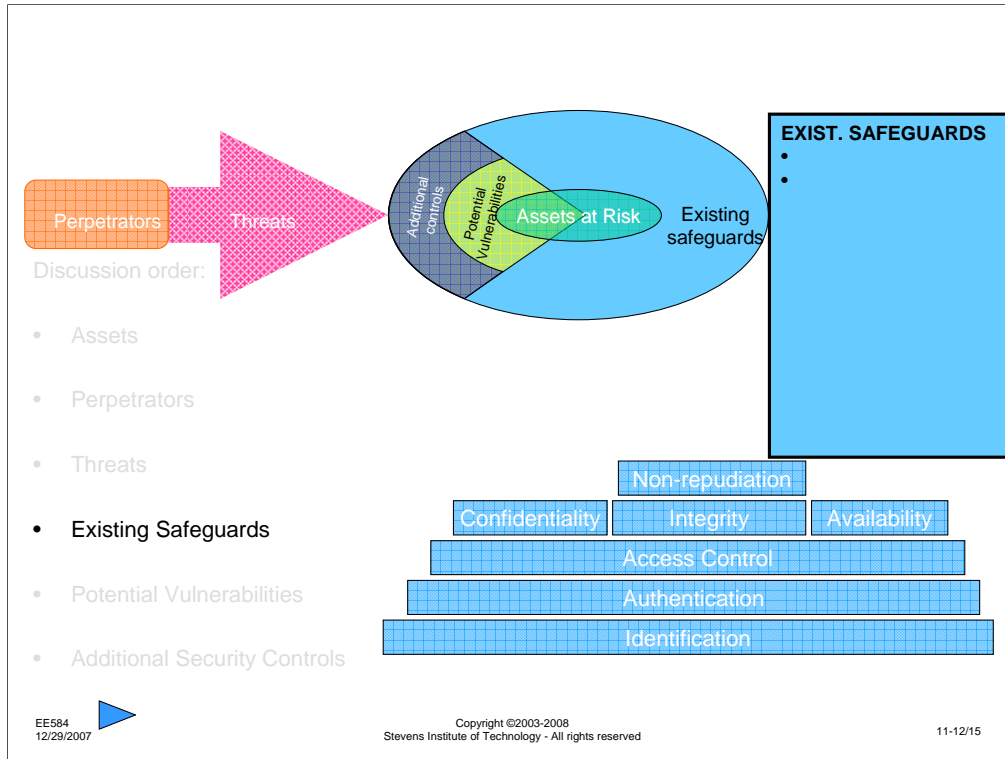 Perpetrators
Threats
Additional
controls
Potential
Vulnerabilities
Assets at Risk
Existing
safeguards
EXIST. SAFEGUARDS
•
•
Discussion order:
• Assets
• Perpetrators
• Threats
• Existing Safeguards
• Potential Vulnerabilities
• Additional Security Controls
Non-repudiation
Confidentiality
Integrity
Availability
Access Control
Authentication
Identification
EE584
12/29/2007
Copyright ©2003-2008
Stevens Institute of Technology - All rights reserved
11-12/15